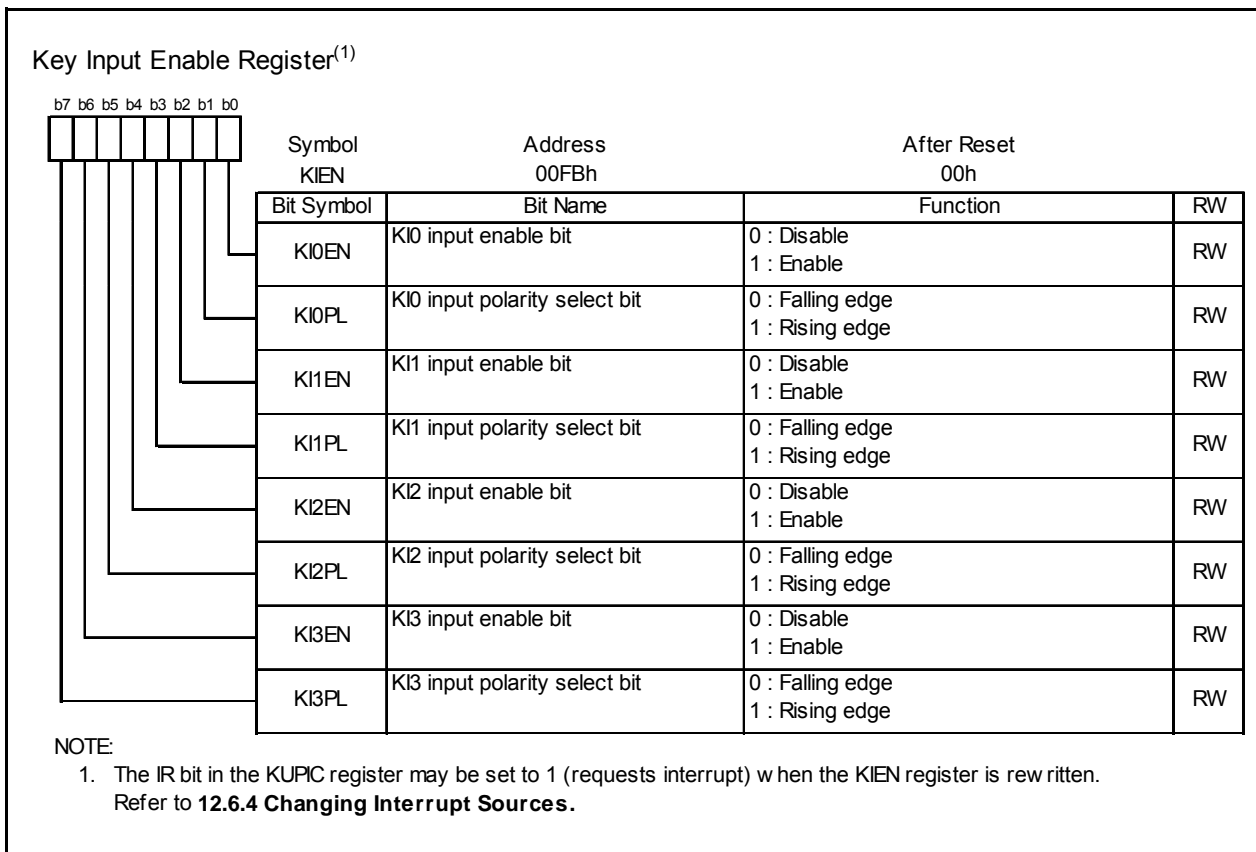 Key Input Enable Register(1)
b7 b6 b5 b4 b3 b2 b1 b0
Symbol Address After Reset
KIEN 00FBh 00h
Bit Symbol Bit Name Function RW
KI0EN KI0 input enable bit 0 : Disable RW
1 : Enable
KI0PL KI0 input polarity select bit 0 : Falling edge RW
1 : Rising edge
KI1EN KI1 input enable bit 0 : Disable RW
1 : Enable
KI1PL KI1 input polarity select bit 0 : Falling edge RW
1 : Rising edge
KI2EN KI2 input enable bit 0 : Disable RW
1 : Enable
KI2PL KI2 input polarity select bit 0 : Falling edge RW
1 : Rising edge
KI3EN KI3 input enable bit 0 : Disable RW
1 : Enable
KI3PL KI3 input polarity select bit 0 : Falling edge RW
1 : Rising edge
NOTE:
1. The IR bit in the KUPIC register may be set to 1 (requests interrupt) when the KIEN register is rewritten.
Refer to 12.6.4 Changing Interrupt Sources.